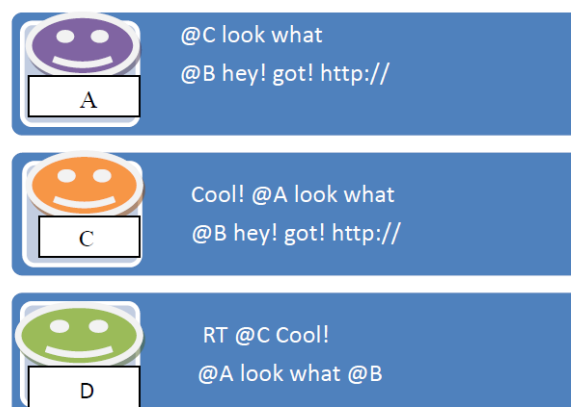 @C look what
@B hey! got! http://
A
Cool! @A look what
@B hey! got! http://
C
RT @C Cool!
@A look what @B
D